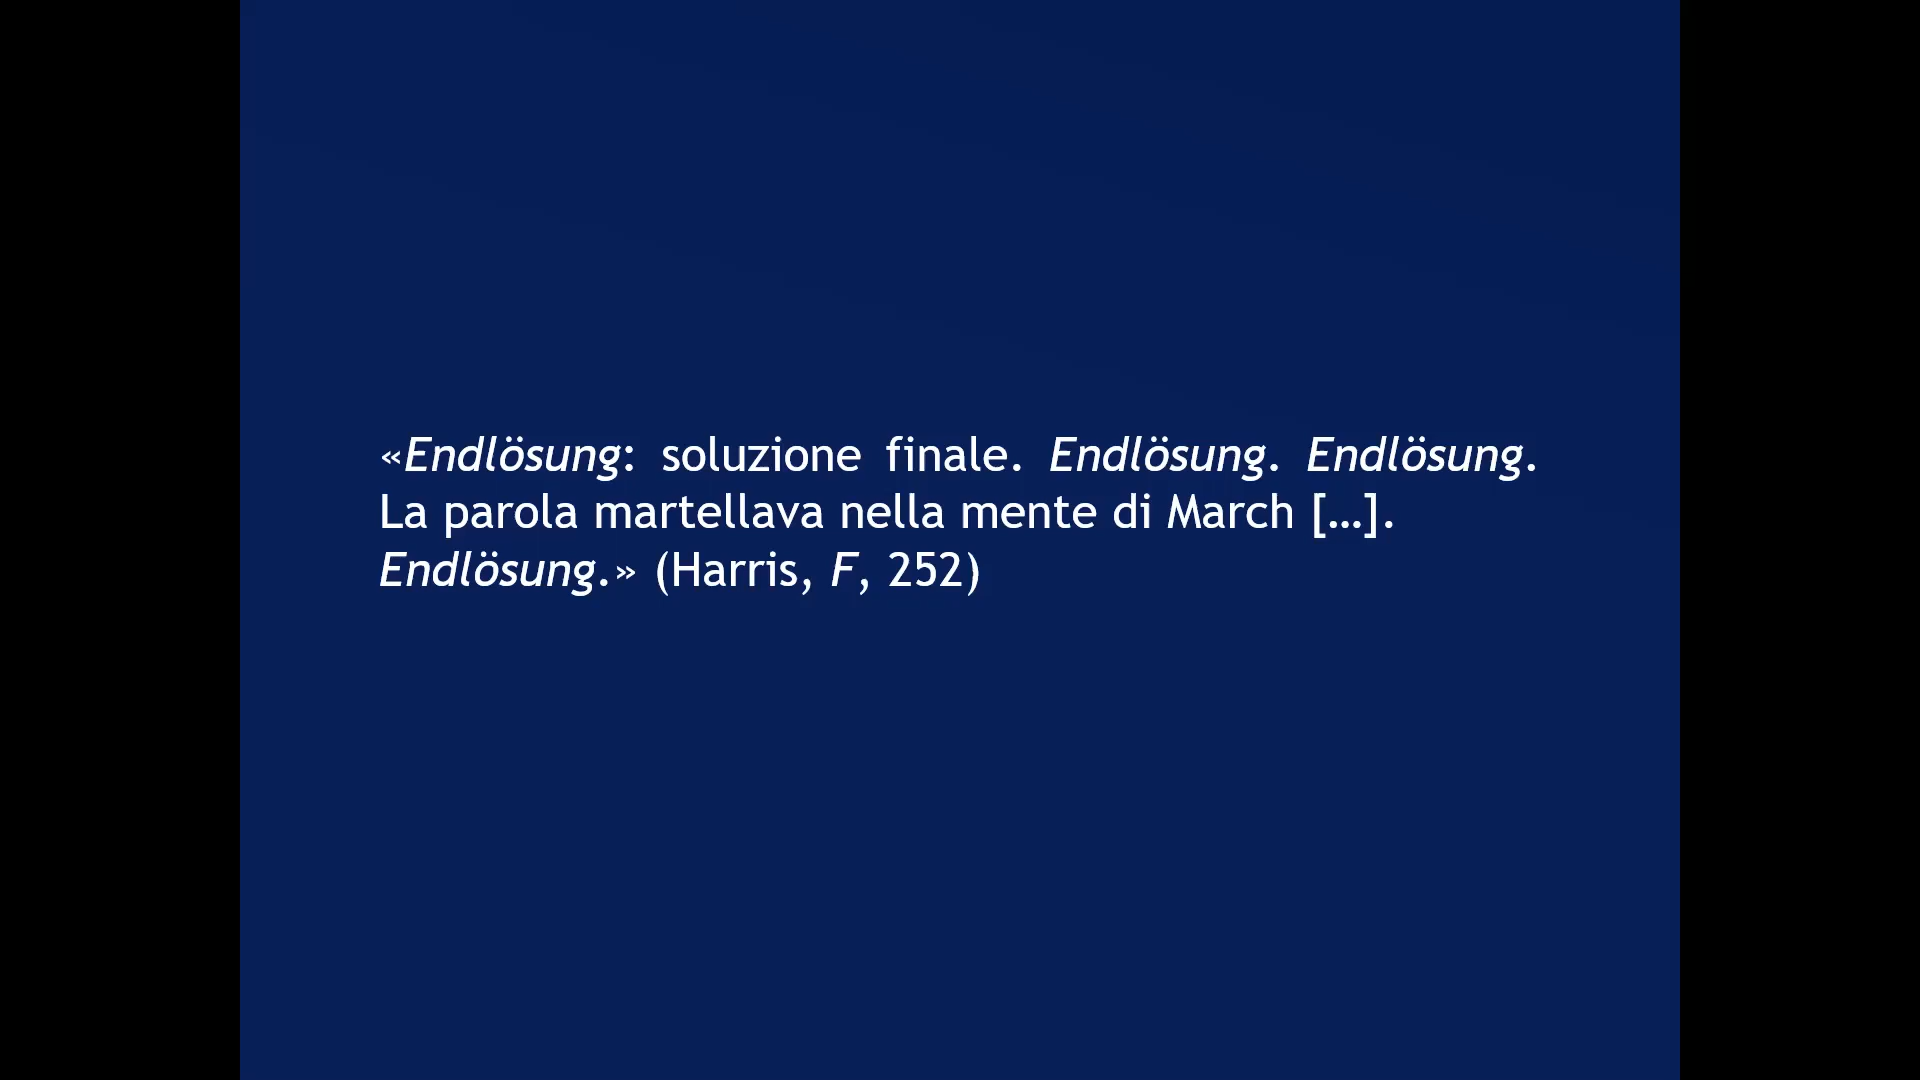 «Endlösung: soluzione finale. Endlösung. Endlösung.
La parola martellava nella mente di March […].
Endlösung.» (Harris, F, 252)